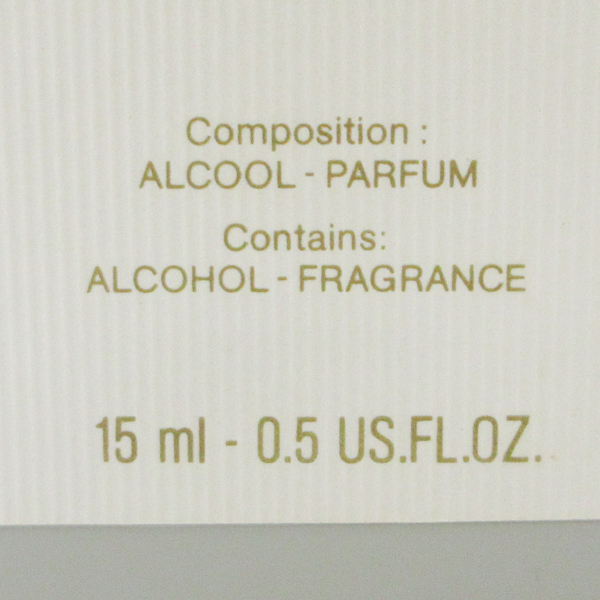 Composition :
ALCOOL - PARFUM
Contains:
ALCOHOL - FRAGRANCE
15 ml - 0.5 US.FL.OZ.